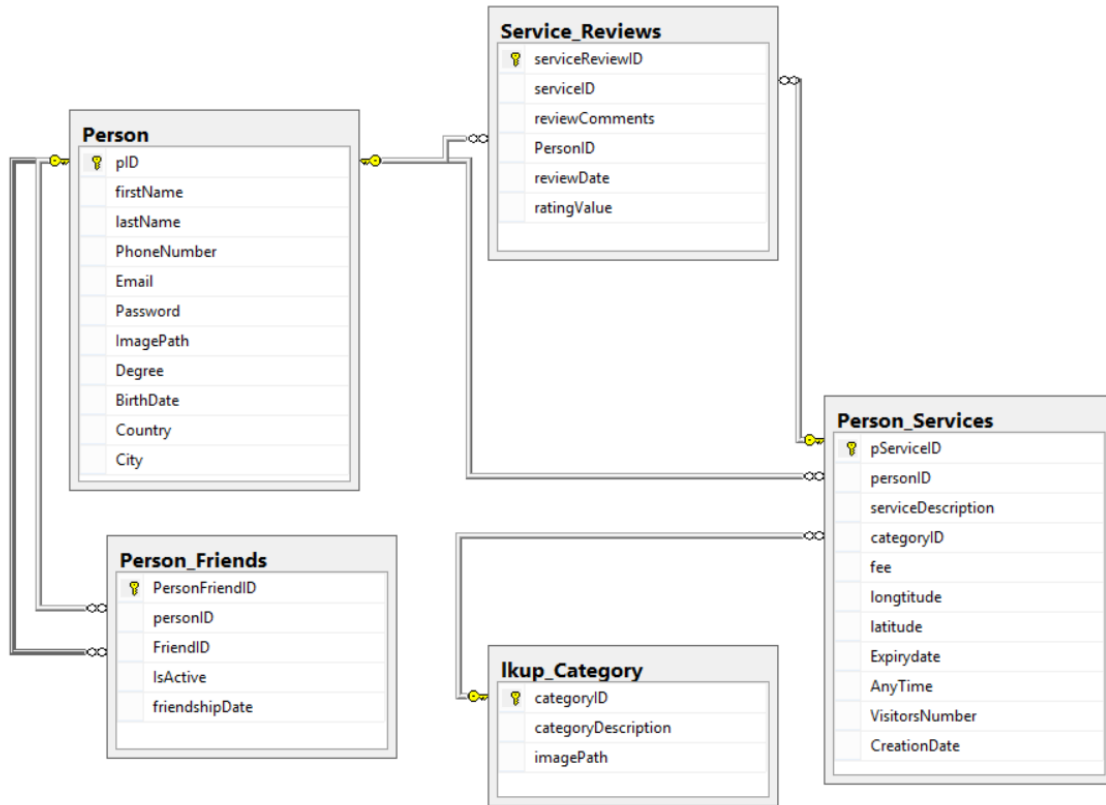 Service_Reviews
serviceReviewID
serviceID
reviewComments
PersonID
reviewDate
ratingValue
Person
pID
firstName
lastName
PhoneNumber
Email
Password
ImagePath
Degree
BirthDate
Country
City
Person_Services
pServiceID
personID
serviceDescription
categoryID
fee
longtitude
latitude
Expirydate
AnyTime
VisitorsNumber
CreationDate
Person_Friends
PersonFriendID
personID
FriendID
IsActive
friendshipDate
lkup_Category
categoryID
categoryDescription
imagePath